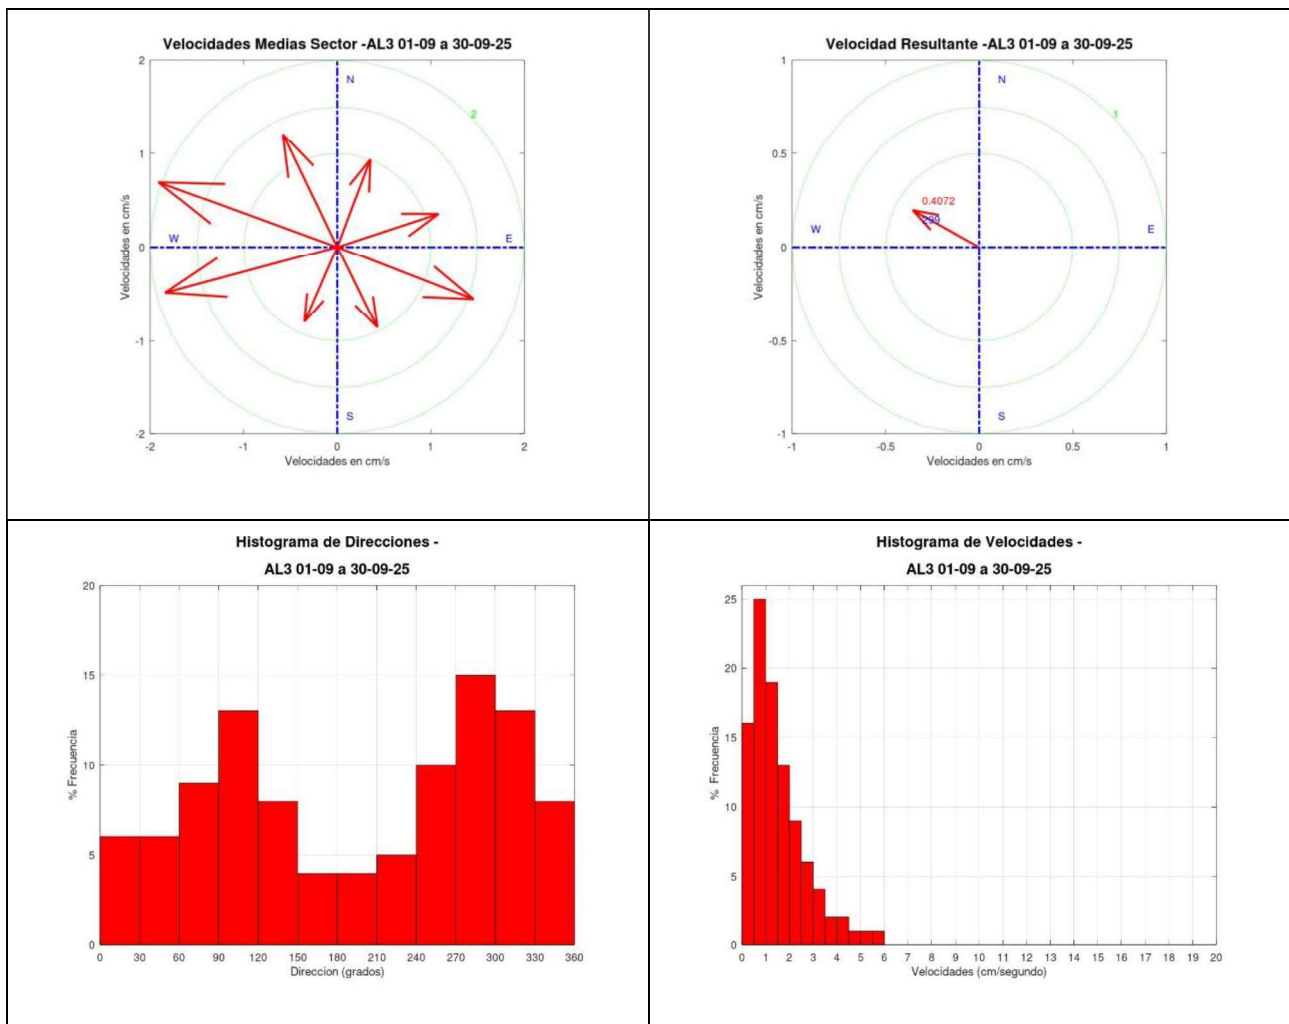 Velocidades Medias Sector -AL3 01-09 a 30-09-25
2
1
0
-1
-2
Velocidades en cm/s
N
2
W
E
S
-2
-1
0
1
2
Velocidades en cm/s
Velocidad Resultante -AL3 01-09 a 30-09-25
1
0.5
0
-0.5
-1
Velocidades en cm/s
N
1
0.4072
299
W
E
S
-1
-0.5
0
0.5
1
Velocidades en cm/s
Histograma de Direcciones -
AL3 01-09 a 30-09-25
20
15
10
5
0
% Frecuencia
0 30 60 90 120 150 180 210 240 270 300 330 360
Direccion (grados)
Histograma de Velocidades -
AL3 01-09 a 30-09-25
25
20
15
10
5
0
% Frecuencia
0 1 2 3 4 5 6 7 8 9 10 11 12 13 14 15 16 17 18 19 20
Velocidades (cm/segundo)